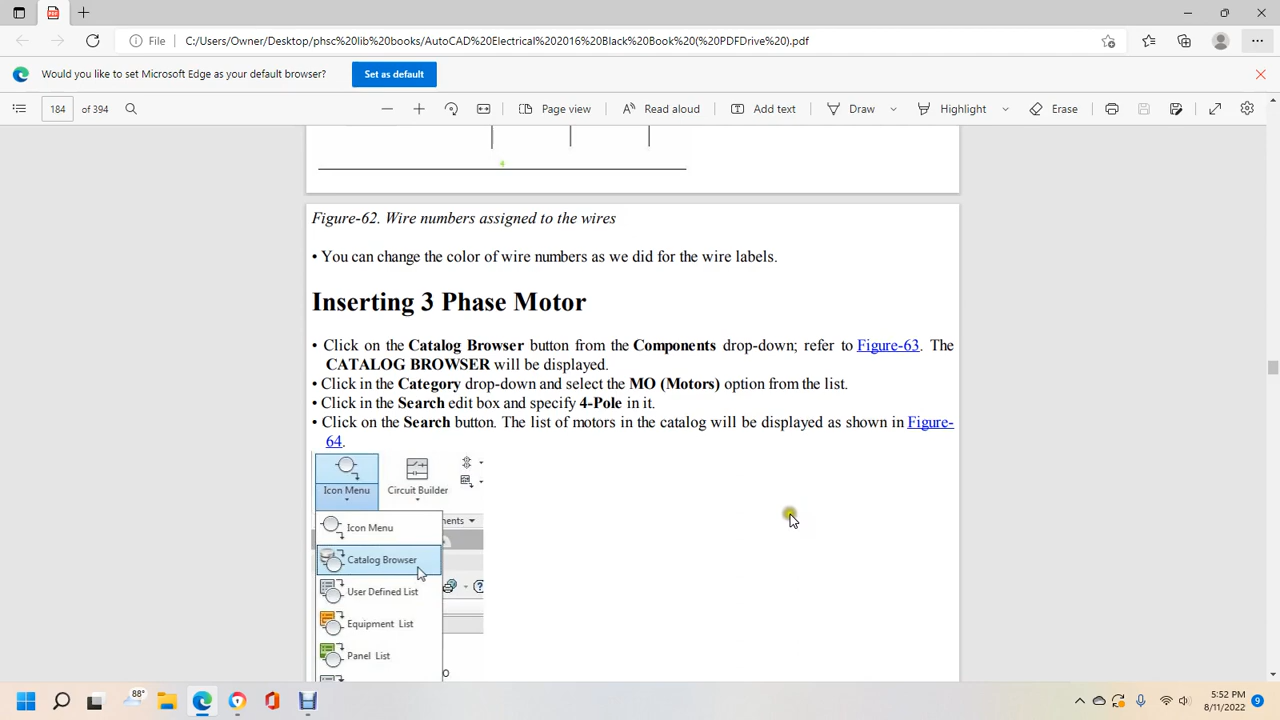 File
C:/Users/Owner/Desktop/phsc%20lib%20books/AutoCAD%20Electrical%202016%20Black%20Book%20(%20PDFDrive%20).pdf
Would you like to set Microsoft Edge as your default browser?
Set as default
184 of 394
Page view
Read aloud
Add text
Draw
Highlight
Erase
Figure-62. Wire numbers assigned to the wires
• You can change the color of wire numbers as we did for the wire labels.
Inserting 3 Phase Motor
• Click on the Catalog Browser button from the Components drop-down; refer to Figure-63. The
CATALOG BROWSER will be displayed.
• Click in the Category drop-down and select the MO (Motors) option from the list.
• Click in the Search edit box and specify 4-Pole in it.
• Click on the Search button. The list of motors in the catalog will be displayed as shown in Figure-
64.
Icon Menu
Circuit Builder
Icon Menu
nents
Catalog Browser
User Defined List
Equipment List
Panel List
88°
5:52 PM
8/11/2022
9